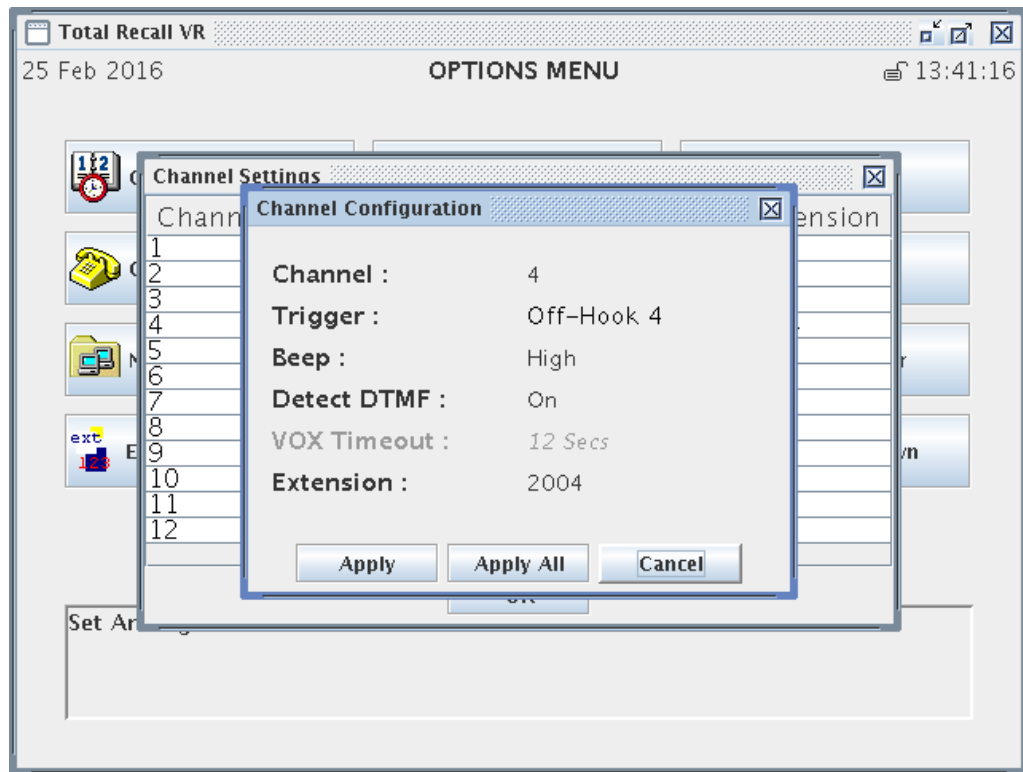 Total Recall VR
25 Feb 2016 OPTIONS MENU 13:41:16
Channel Settings
Channel Configuration
Channel : 4
Trigger : Off-Hook 4
Beep : High
Detect DTMF : On
VOX Timeout : 12 Secs
Extension : 2004
Apply Apply All Cancel
1
2
3
4
5
6
7
8
9
10
11
12
ext
123
Set